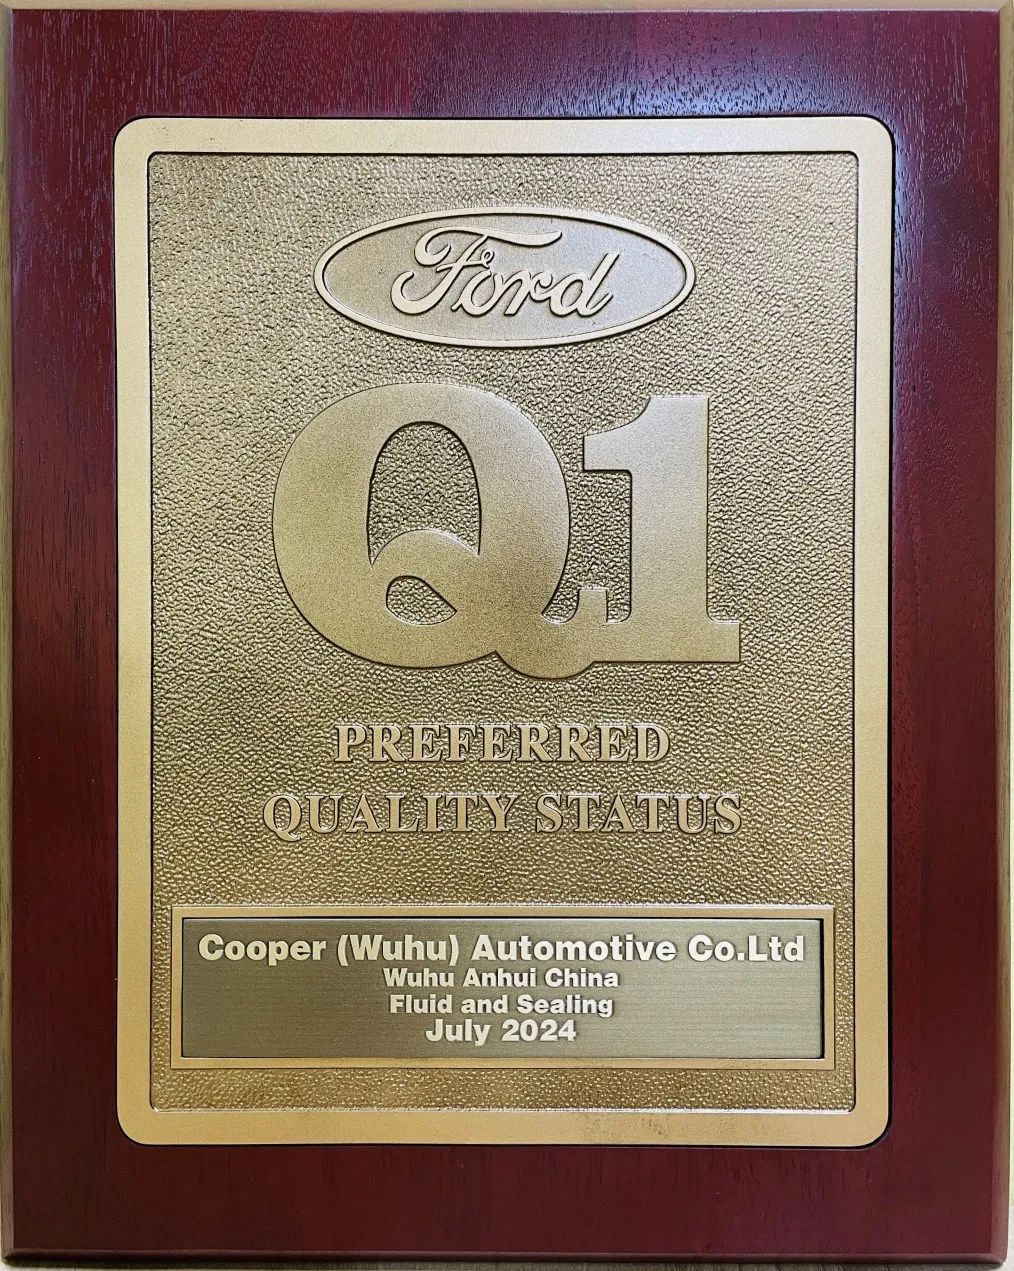 Ford
Q1
PREFERRED
QUALITY STATUS
Cooper (Wuhu) Automotive Co.Ltd
Wuhu Anhui China
Fluid and Sealing
July 2024